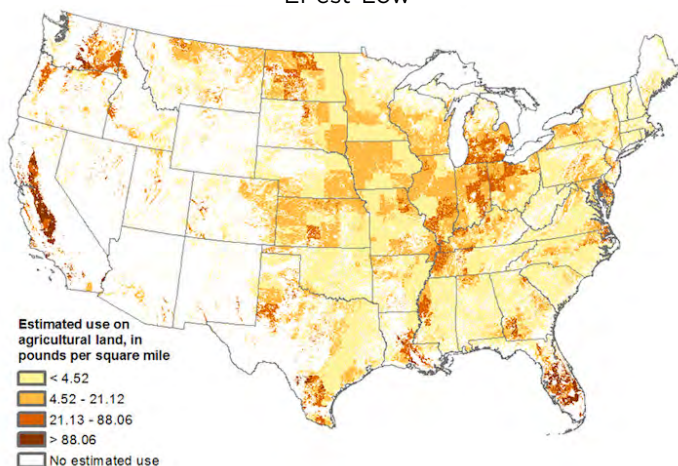 EPest-Low
Estimated use on
agricultural land, in
pounds per square mile
< 4.52
4.52 - 21.12
21.13 - 88.06
> 88.06
No estimated use